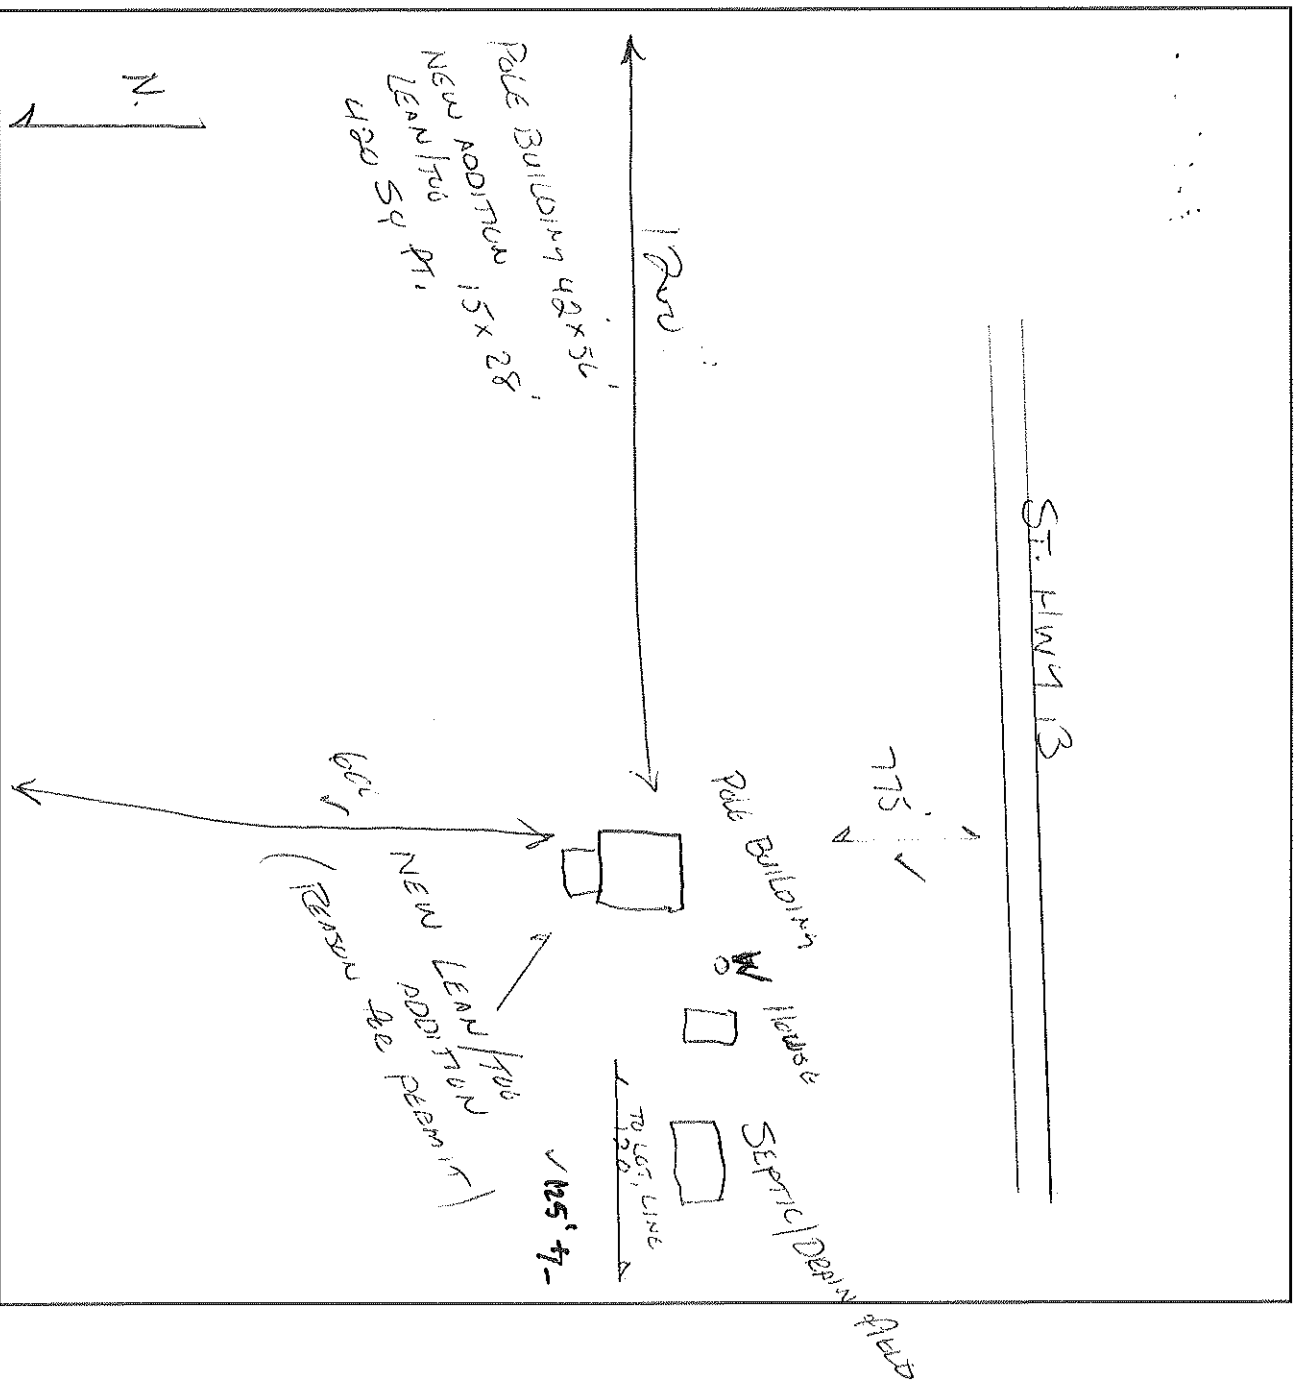 ST. HWY 13
775'
1200
POLE BUILDING 42x56'
NEW ADDITION 15x28'
LEAN/TOO
420 SQ FT.
N.
POLE BUILDING
W
HOUSE
SEPTIC/DRAIN FIELD
TO LOT LINE
✓ 125' +/-
NEW LEAN/TOO
ADDITION
(REASON FOR PERMIT)